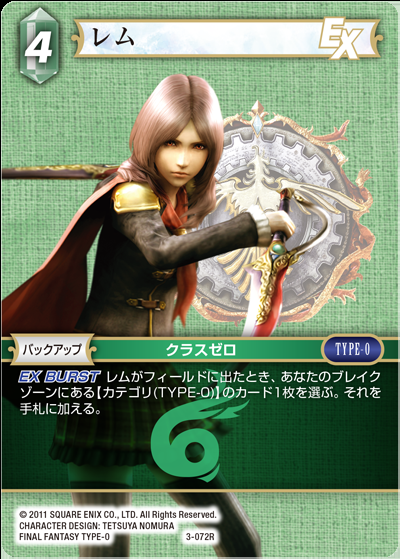 4
レム
EX
バックアップ
クラスゼロ
TYPE-0
EX BURST レムがフィールドに出たとき、あなたのブレイク
ゾーンにある【カテゴリ(TYPE-0)】のカード1枚を選ぶ。それを
手札に加える。
6
© 2011 SQUARE ENIX CO., LTD. All Rights Reserved.
CHARACTER DESIGN: TETSUYA NOMURA
FINAL FANTASY TYPE-0
3-072R